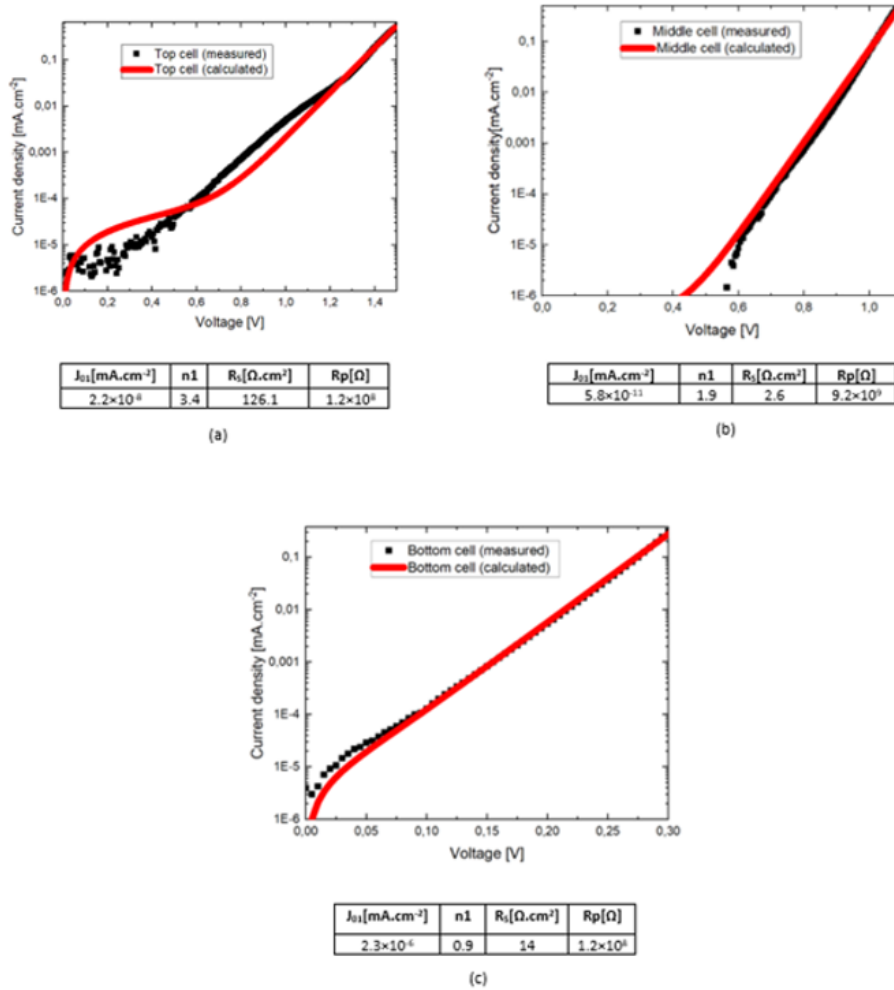 Top cell (measured)
Top cell (calculated)
Current density [mA.cm⁻²]
0,1
0,01
0,001
1E-4
1E-5
1E-6
0,0 0,2 0,4 0,6 0,8 1,0 1,2 1,4
Voltage [V]
J₀₁[mA.cm⁻²] n1 Rₛ[Ω.cm²] Rp[Ω]
2.2×10⁻⁸ 3.4 126.1 1.2×10⁸
(a)
Middle cell (measured)
Middle cell (calculated)
Current density[mA.cm⁻²]
0,1
0,01
0,001
1E-4
1E-5
1E-6
0,0 0,2 0,4 0,6 0,8 1,0
Voltage [V]
J₀₁[mA.cm⁻²] n1 Rₛ[Ω.cm²] Rp[Ω]
5.8×10⁻¹¹ 1.9 2.6 9.2×10⁹
(b)
Bottom cell (measured)
Bottom cell (calculated)
Current density [mA.cm⁻²]
0,1
0,01
0,001
1E-4
1E-5
1E-6
0,00 0,05 0,10 0,15 0,20 0,25 0,30
Voltage [V]
J₀₁[mA.cm⁻²] n1 Rₛ[Ω.cm²] Rp[Ω]
2.3×10⁻⁶ 0.9 14 1.2×10⁸
(c)